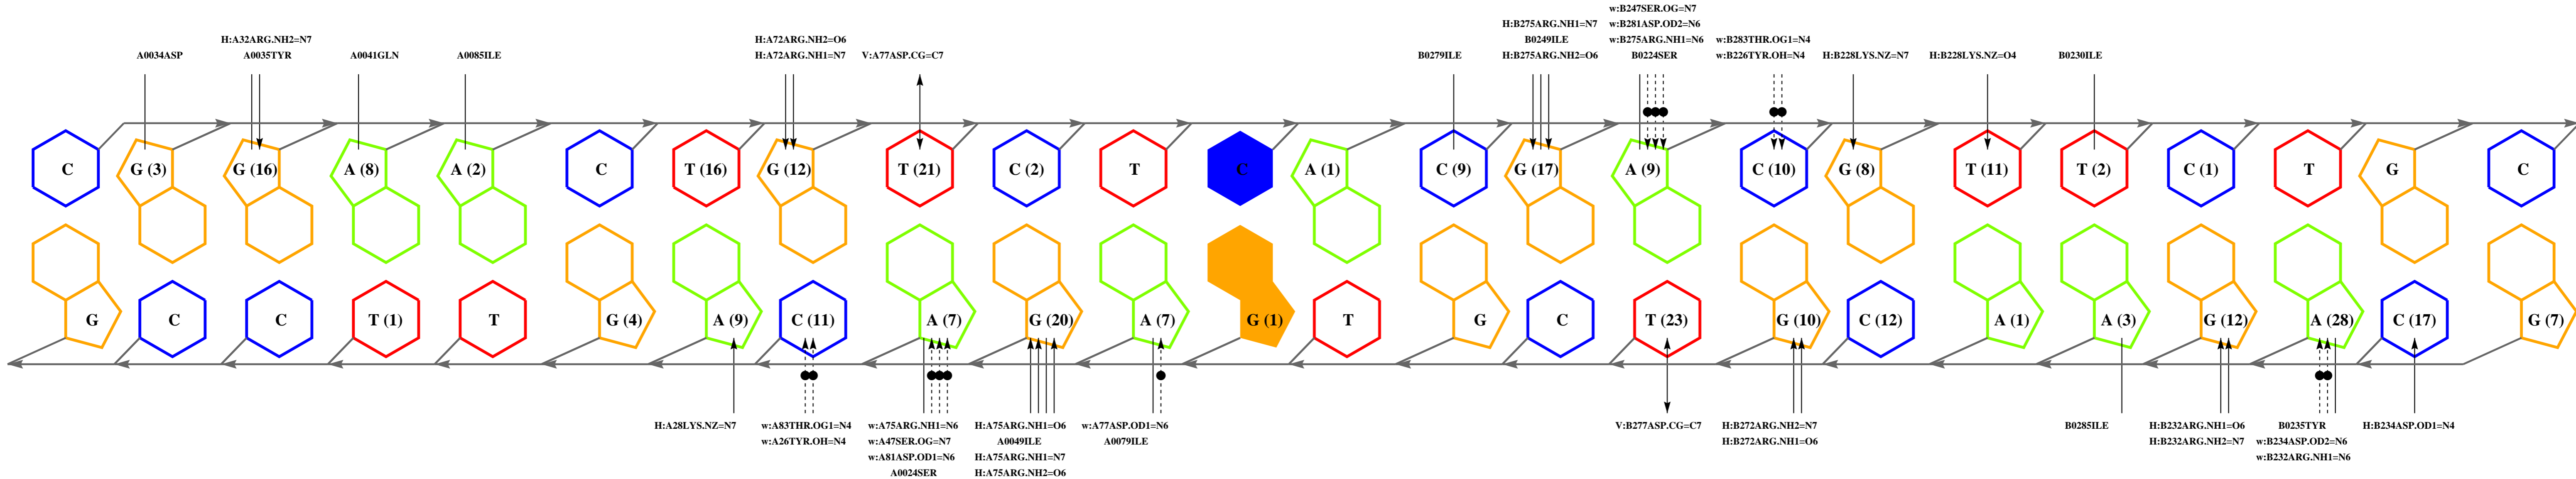 w:B247SER.OG=N7
H:B275ARG.NH1=N7 w:B281ASP.OD2=N6
H:A32ARG.NH2=N7 H:A72ARG.NH2=O6 B0249ILE w:B275ARG.NH1=N6 w:B283THR.OG1=N4
A0034ASP A0035TYR A0041GLN A0085ILE H:A72ARG.NH1=N7 V:A77ASP.CG=C7 B0279ILE H:B275ARG.NH2=O6 B0224SER w:B226TYR.OH=N4 H:B228LYS.NZ=N7 H:B228LYS.NZ=O4 B0230ILE
C G (3) G (16) A (8) A (2) C T (16) G (12) T (21) C (2) T C A (1) C (9) G (17) A (9) C (10) G (8) T (11) T (2) C (1) T G C
G C C T (1) T G (4) A (9) C (11) A (7) G (20) A (7) G (1) T G C T (23) G (10) C (12) A (1) A (3) G (12) A (28) C (17) G (7)
H:A28LYS.NZ=N7 w:A83THR.OG1=N4 w:A75ARG.NH1=N6 H:A75ARG.NH1=O6 w:A77ASP.OD1=N6 V:B277ASP.CG=C7 H:B272ARG.NH2=N7 B0285ILE H:B232ARG.NH1=O6 B0235TYR H:B234ASP.OD1=N4
w:A26TYR.OH=N4 w:A47SER.OG=N7 A0049ILE A0079ILE H:B272ARG.NH1=O6 H:B232ARG.NH2=N7 w:B234ASP.OD2=N6
w:A81ASP.OD1=N6 H:A75ARG.NH1=N7 w:B232ARG.NH1=N6
A0024SER H:A75ARG.NH2=O6